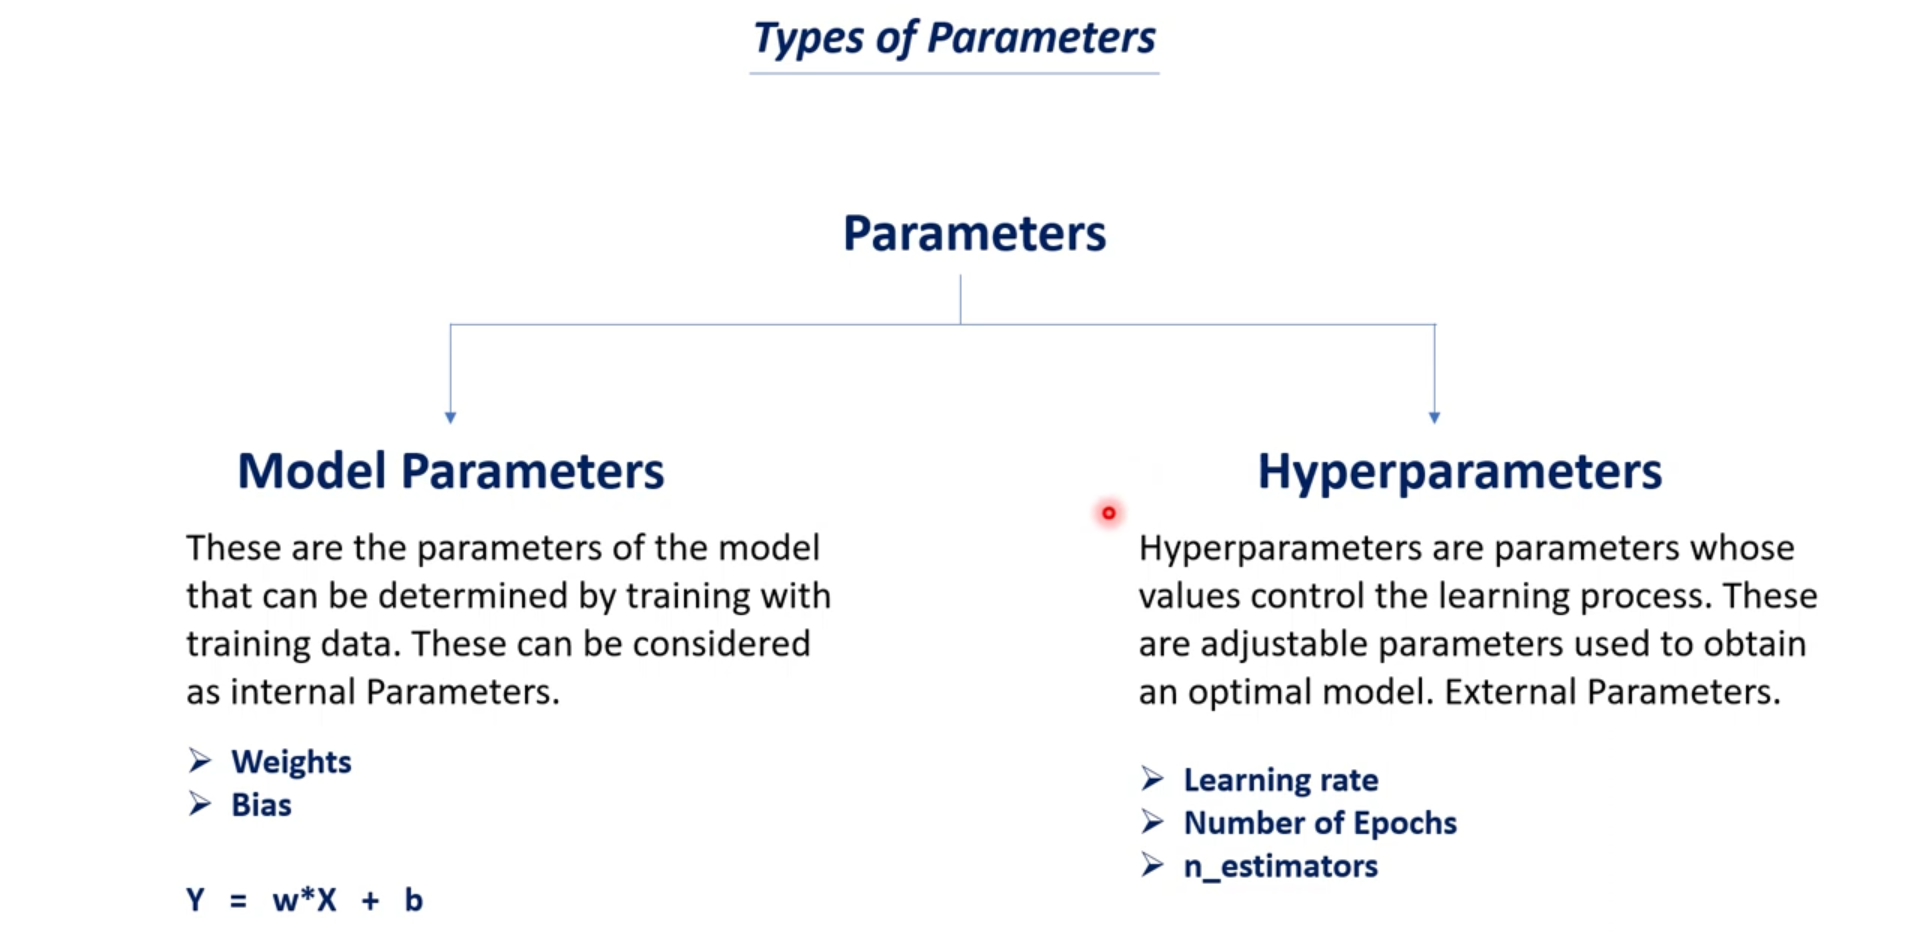 Types of Parameters
Parameters
Model Parameters
These are the parameters of the model
that can be determined by training with
training data. These can be considered
as internal Parameters.
➢ Weights
➢ Bias
Y = w*X + b
Hyperparameters
Hyperparameters are parameters whose
values control the learning process. These
are adjustable parameters used to obtain
an optimal model. External Parameters.
➢ Learning rate
➢ Number of Epochs
➢ n_estimators